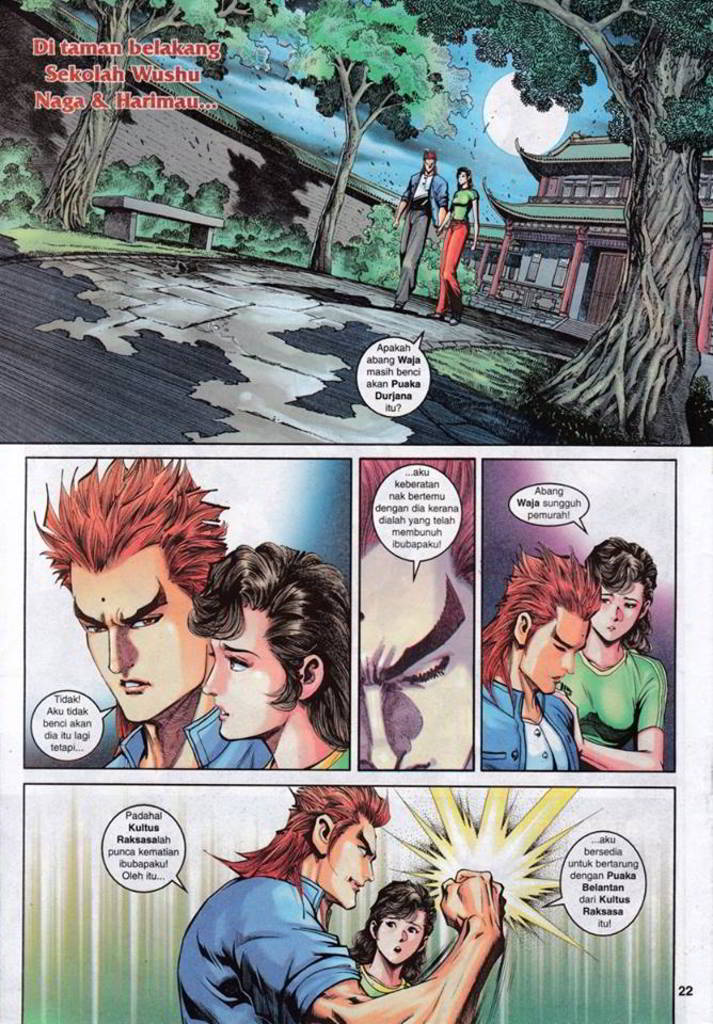 Di taman belakang
Sekolah Wushu
Naga & Harimau...
Apakah
abang Waja
masih benci
akan Puaka
Durjana
itu?
Tidak!
Aku tidak
benci akan
dia itu lagi
tetapi...
...aku
keberatan
nak bertemu
dengan dia kerana
dialah yang telah
membunuh
ibubapaku!
Abang
Waja sungguh
pemurah!
Padahal
Kultus
Raksasalah
punca kematian
ibubapaku!
Oleh itu...
...aku
bersedia
untuk bertarung
dengan Puaka
Belantan
dari Kultus
Raksasa
itu!
22